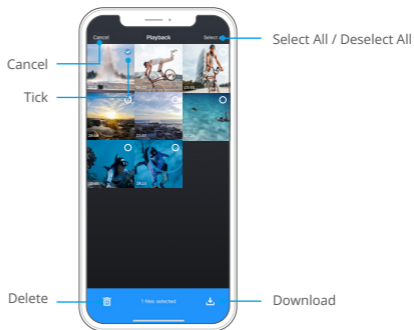 Cancel Playback Select
Select All / Deselect All
Cancel
Tick
1 files selected
Delete
Download